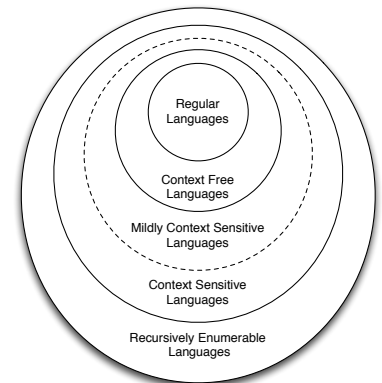 Regular
Languages
Context Free
Languages
Mildly Context Sensitive
Languages
Context Sensitive
Languages
Recursively Enumerable
Languages